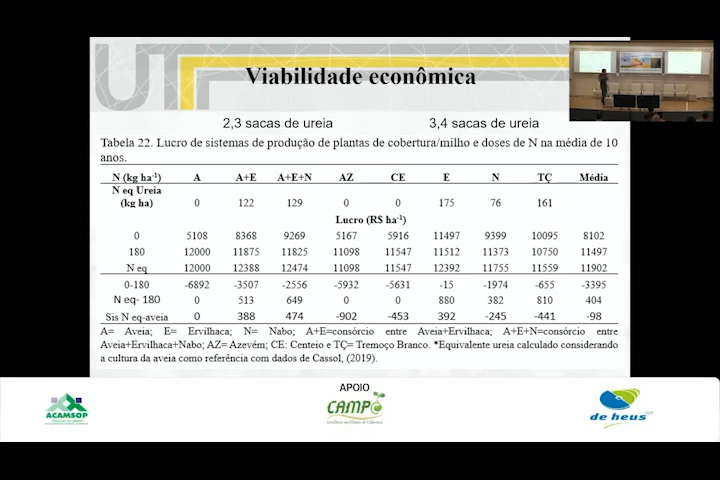 UT
Viabilidade econômica
2,3 sacas de ureia 3,4 sacas de ureia
Tabela 22. Lucro de sistemas de produção de plantas de cobertura/milho e doses de N na média de 10
anos.
N (kg ha-1) A A+E A+E+N AZ CE E N TÇ Média
N eq Ureia
(kg ha) 0 122 129 0 0 175 76 161
Lucro (R$ ha-1)
0 5108 8368 9269 5167 5916 11497 9399 10095 8102
180 12000 11875 11825 11098 11547 11512 11373 10750 11497
N eq 12000 12388 12474 11098 11547 12392 11755 11559 11902
0-180 -6892 -3507 -2556 -5932 -5631 -15 -1974 -655 -3395
N eq- 180 0 513 649 0 0 880 382 810 404
Sis N eq-aveia 0 388 474 -902 -453 392 -245 -441 -98
A= Aveia; E= Ervilhaca; N= Nabo; A+E=consórcio entre Aveia+Ervilhaca; A+E+N=consórcio entre
Aveia+Ervilhaca+Nabo; AZ= Azevém; CE: Centeio e TÇ= Tremoço Branco. *Equivalente ureia calculado considerando
a cultura da aveia como referência com dados de Cassol, (2019).
APOIO
ACAMSOP
CAMPO
de heus